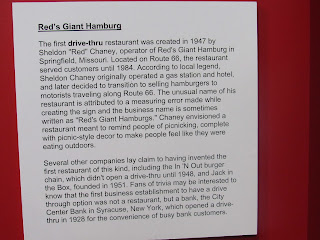 Red's Giant Hamburg
The first drive-thru restaurant was created in 1947 by
Sheldon "Red" Chaney, operator of Red's Giant Hamburg in
Springfield, Missouri. Located on Route 66, the restaurant
served customers until 1984. According to local legend,
Sheldon Chaney originally operated a gas station and hotel,
and later decided to transition to selling hamburgers to
motorists traveling along Route 66. The unusual name of his
restaurant is attributed to a measuring error made while
creating the sign and the business name is sometimes
written as "Red's Giant Hamburgs." Chaney envisioned a
restaurant meant to remind people of picnicking, complete
with picnic-style decor to make people feel like they were
eating outdoors.
Several other companies lay claim to having invented the
first restaurant of this kind, including the In 'N Out burger
chain, which didn't open a drive-thru until 1948, and Jack in
the Box, founded in 1951. Fans of trivia may be interested to
know that the first business establishment to have a drive
through option was not a restaurant, but a bank, the City
Center Bank in Syracuse, New York, which opened a drive-
thru in 1928 for the convenience of busy bank customers.